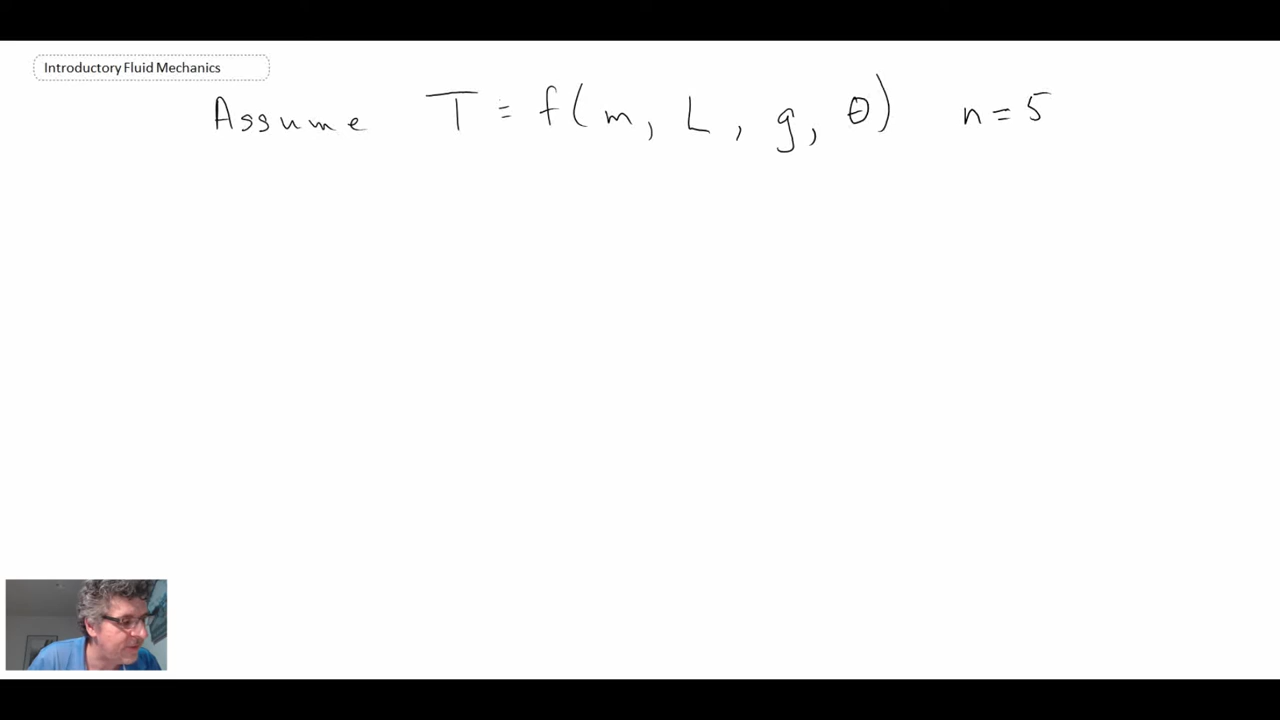 Introductory Fluid Mechanics
Assume T = f(m, L, g, θ) n = 5